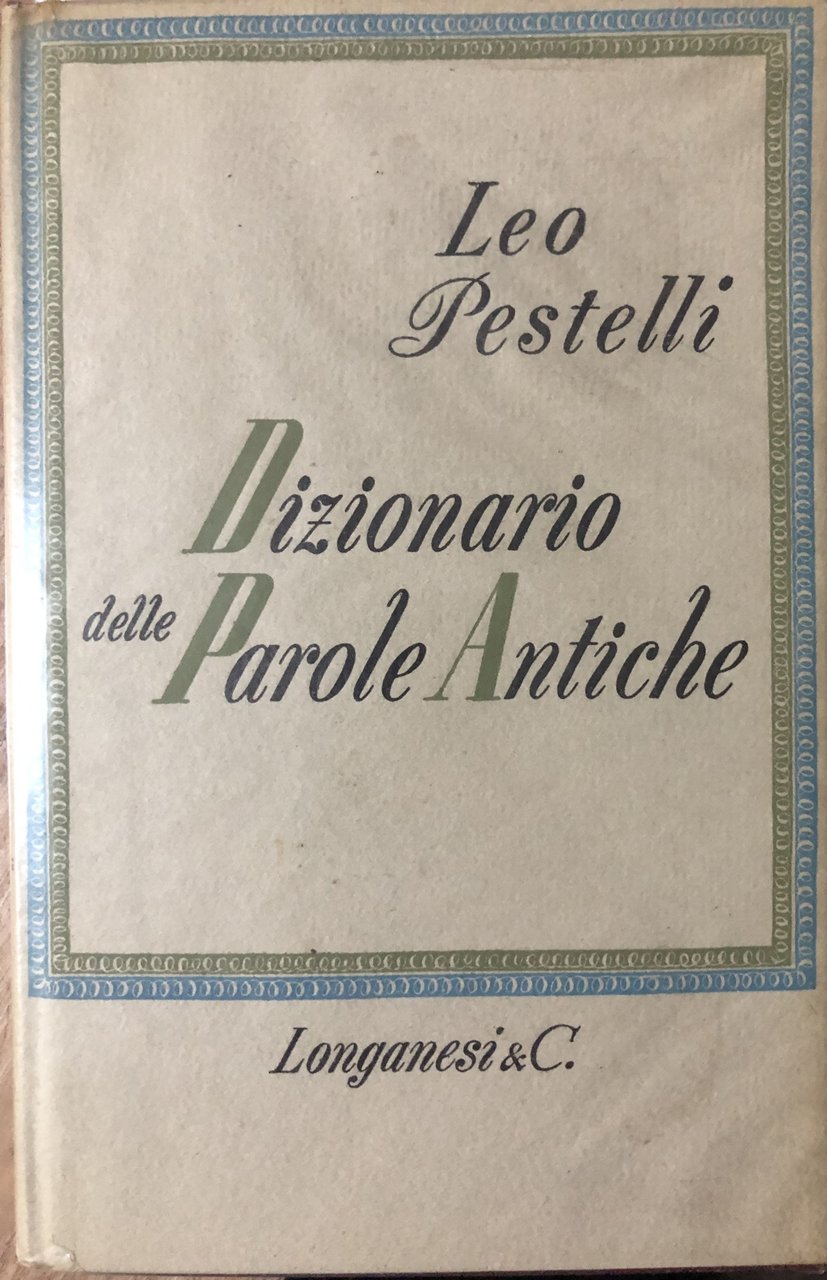 Leo
Pestelli
Dizionario
delle Parole Antiche
Longanesi & C.